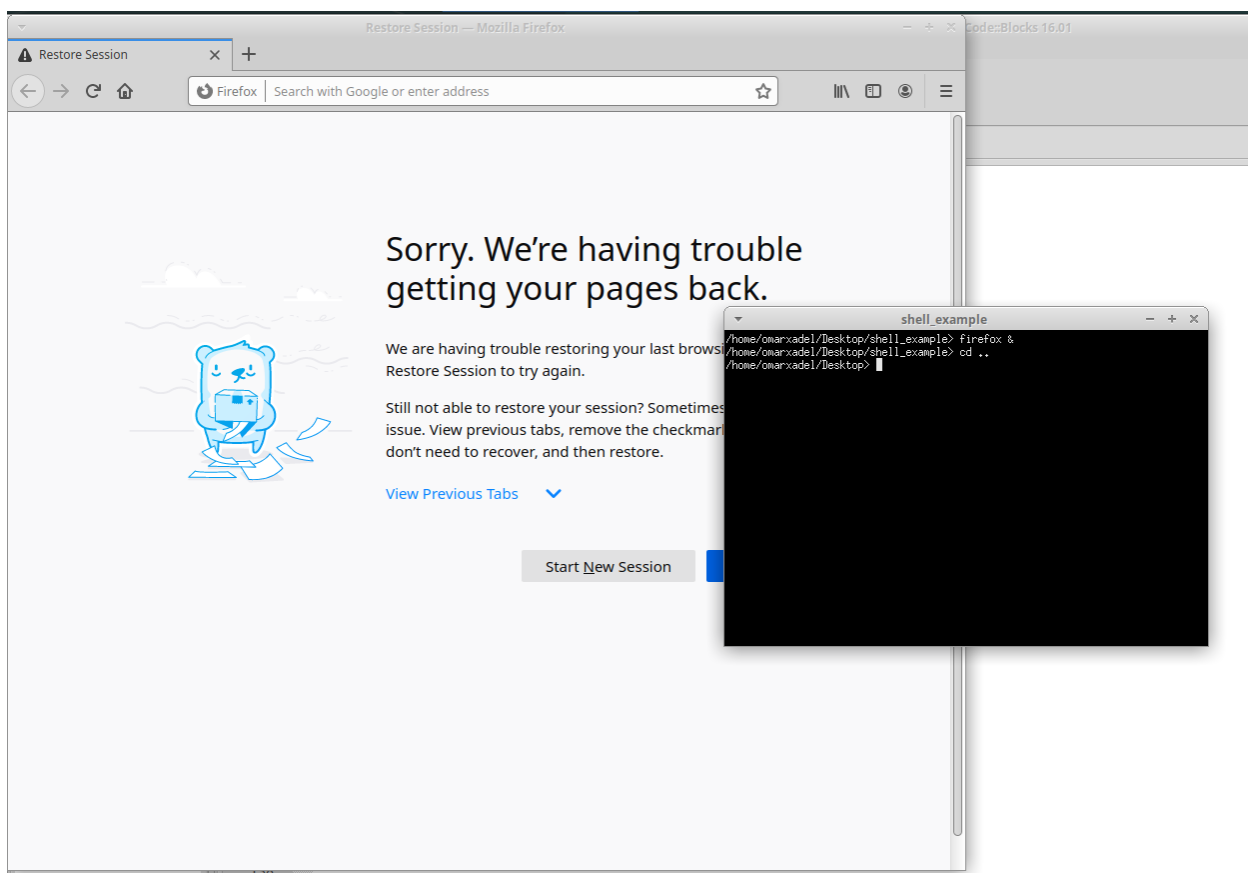 Restore Session — Mozilla Firefox
Code::Blocks 16.01
Restore Session
Firefox
Search with Google or enter address
Sorry. We’re having trouble
getting your pages back.
We are having trouble restoring your last
Restore Session to try again.
Still not able to restore your session? Sometimes
issue. View previous tabs, remove the
don’t need to recover, and then restore.
View Previous Tabs
Start New Session
shell_example
/home/omarxadel/Desktop/shell_example> firefox &
/home/omarxadel/Desktop/shell_example> cd ..
/home/omarxadel/Desktop>